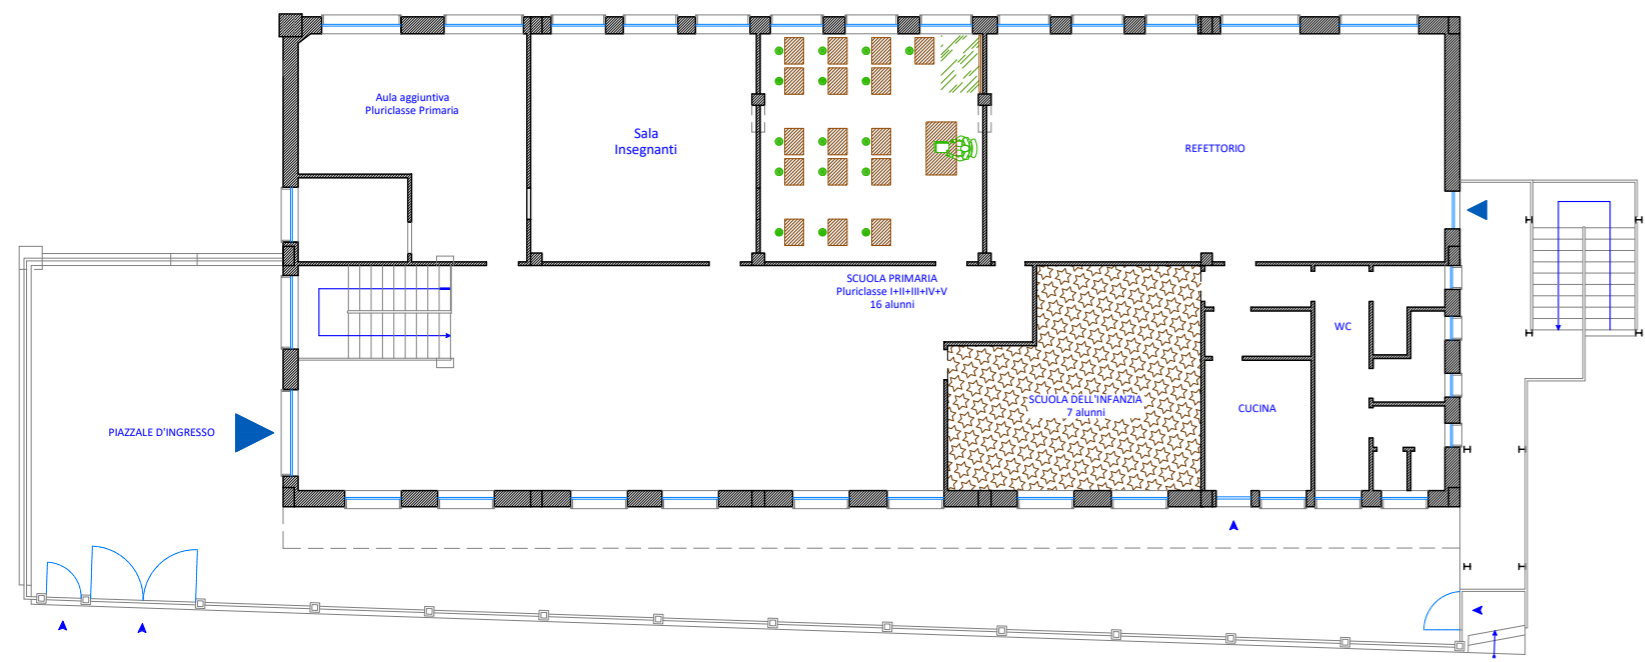 Aula aggiuntiva
Pluriclasse Primaria
Sala
Insegnanti
REFETTORIO
SCUOLA PRIMARIA
Pluriclasse I+II+III+IV+V
16 alunni
WC
SCUOLA DELL'INFANZIA
7 alunni
CUCINA
PIAZZALE D'INGRESSO